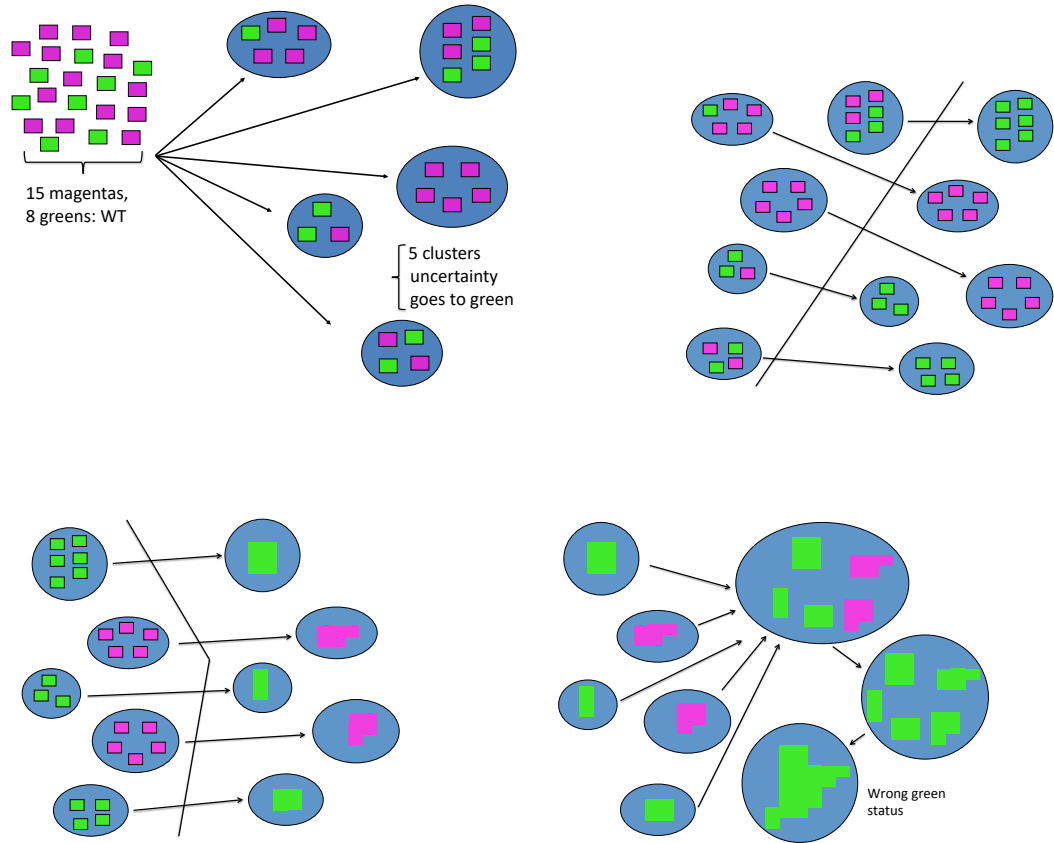 15 magentas,
8 greens: WT
5 clusters
uncertainty
goes to green
Wrong green
status